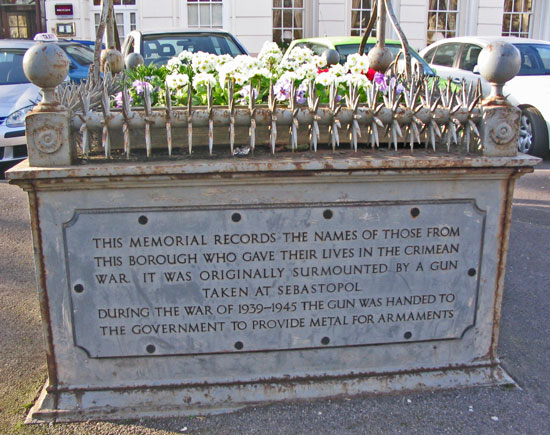 THIS MEMORIAL RECORDS THE NAMES OF THOSE FROM
THIS BOROUGH WHO GAVE THEIR LIVES IN THE CRIMEAN
WAR. IT WAS ORIGINALLY SURMOUNTED BY A GUN
TAKEN AT SEBASTOPOL
DURING THE WAR OF 1939-1945 THE GUN WAS HANDED TO
THE GOVERNMENT TO PROVIDE METAL FOR ARMAMENTS